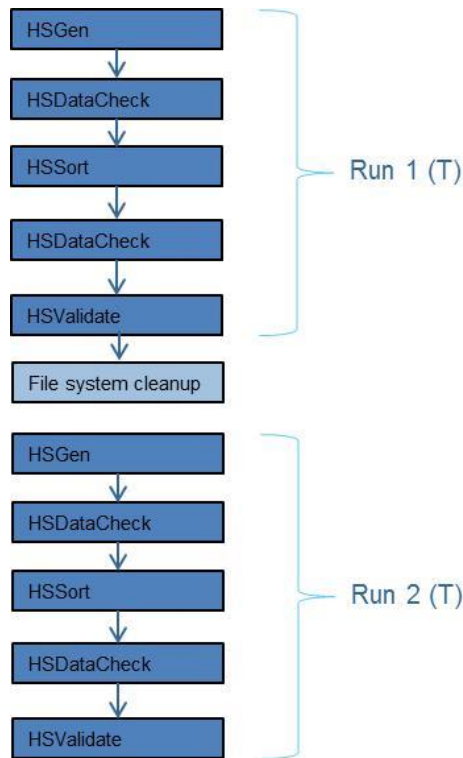 HSGen
HSDataCheck
HSSort
HSDataCheck
HSValidate
Run 1 (T)
File system cleanup
HSGen
HSDataCheck
HSSort
HSDataCheck
HSValidate
Run 2 (T)